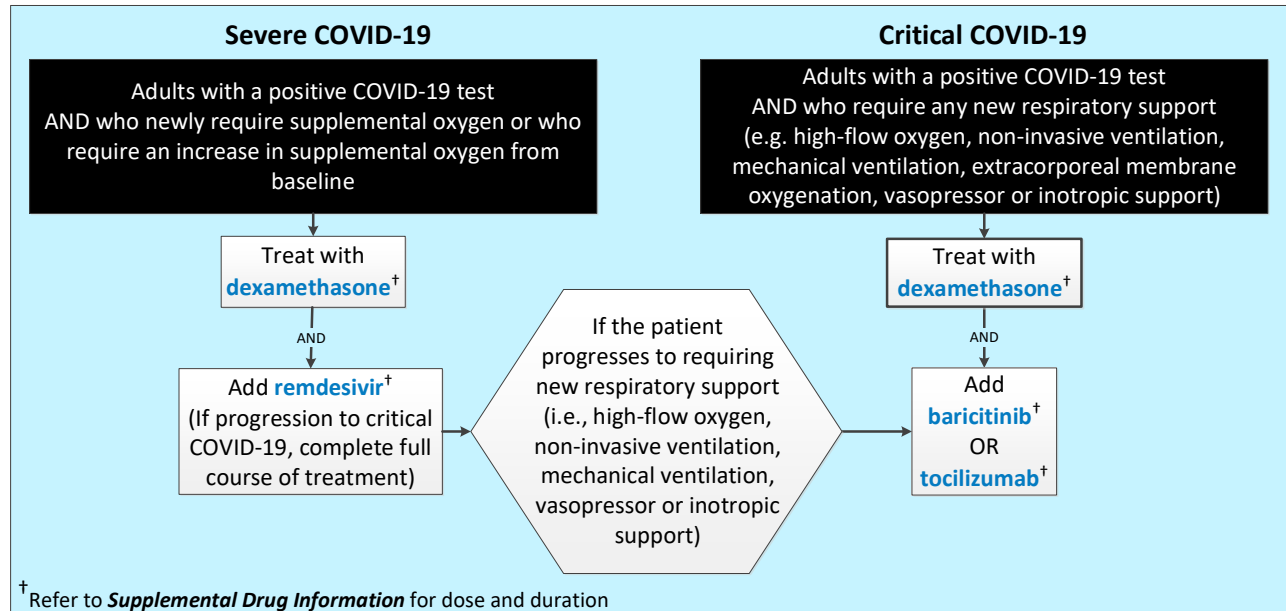 Severe COVID-19
Adults with a positive COVID-19 test
AND who newly require supplemental oxygen or who
require an increase in supplemental oxygen from
baseline
Treat with
dexamethasone†
AND
Add remdesivir†
(If progression to critical
COVID-19, complete full
course of treatment)
If the patient
progresses to requiring
new respiratory support
(i.e., high-flow oxygen,
non-invasive ventilation,
mechanical ventilation,
vasopressor or inotropic
support)
Critical COVID-19
Adults with a positive COVID-19 test
AND who require any new respiratory support
(e.g. high-flow oxygen, non-invasive ventilation,
mechanical ventilation, extracorporeal membrane
oxygenation, vasopressor or inotropic support)
Treat with
dexamethasone†
AND
Add
baricitinib†
OR
tocilizumab†
†Refer to Supplemental Drug Information for dose and duration